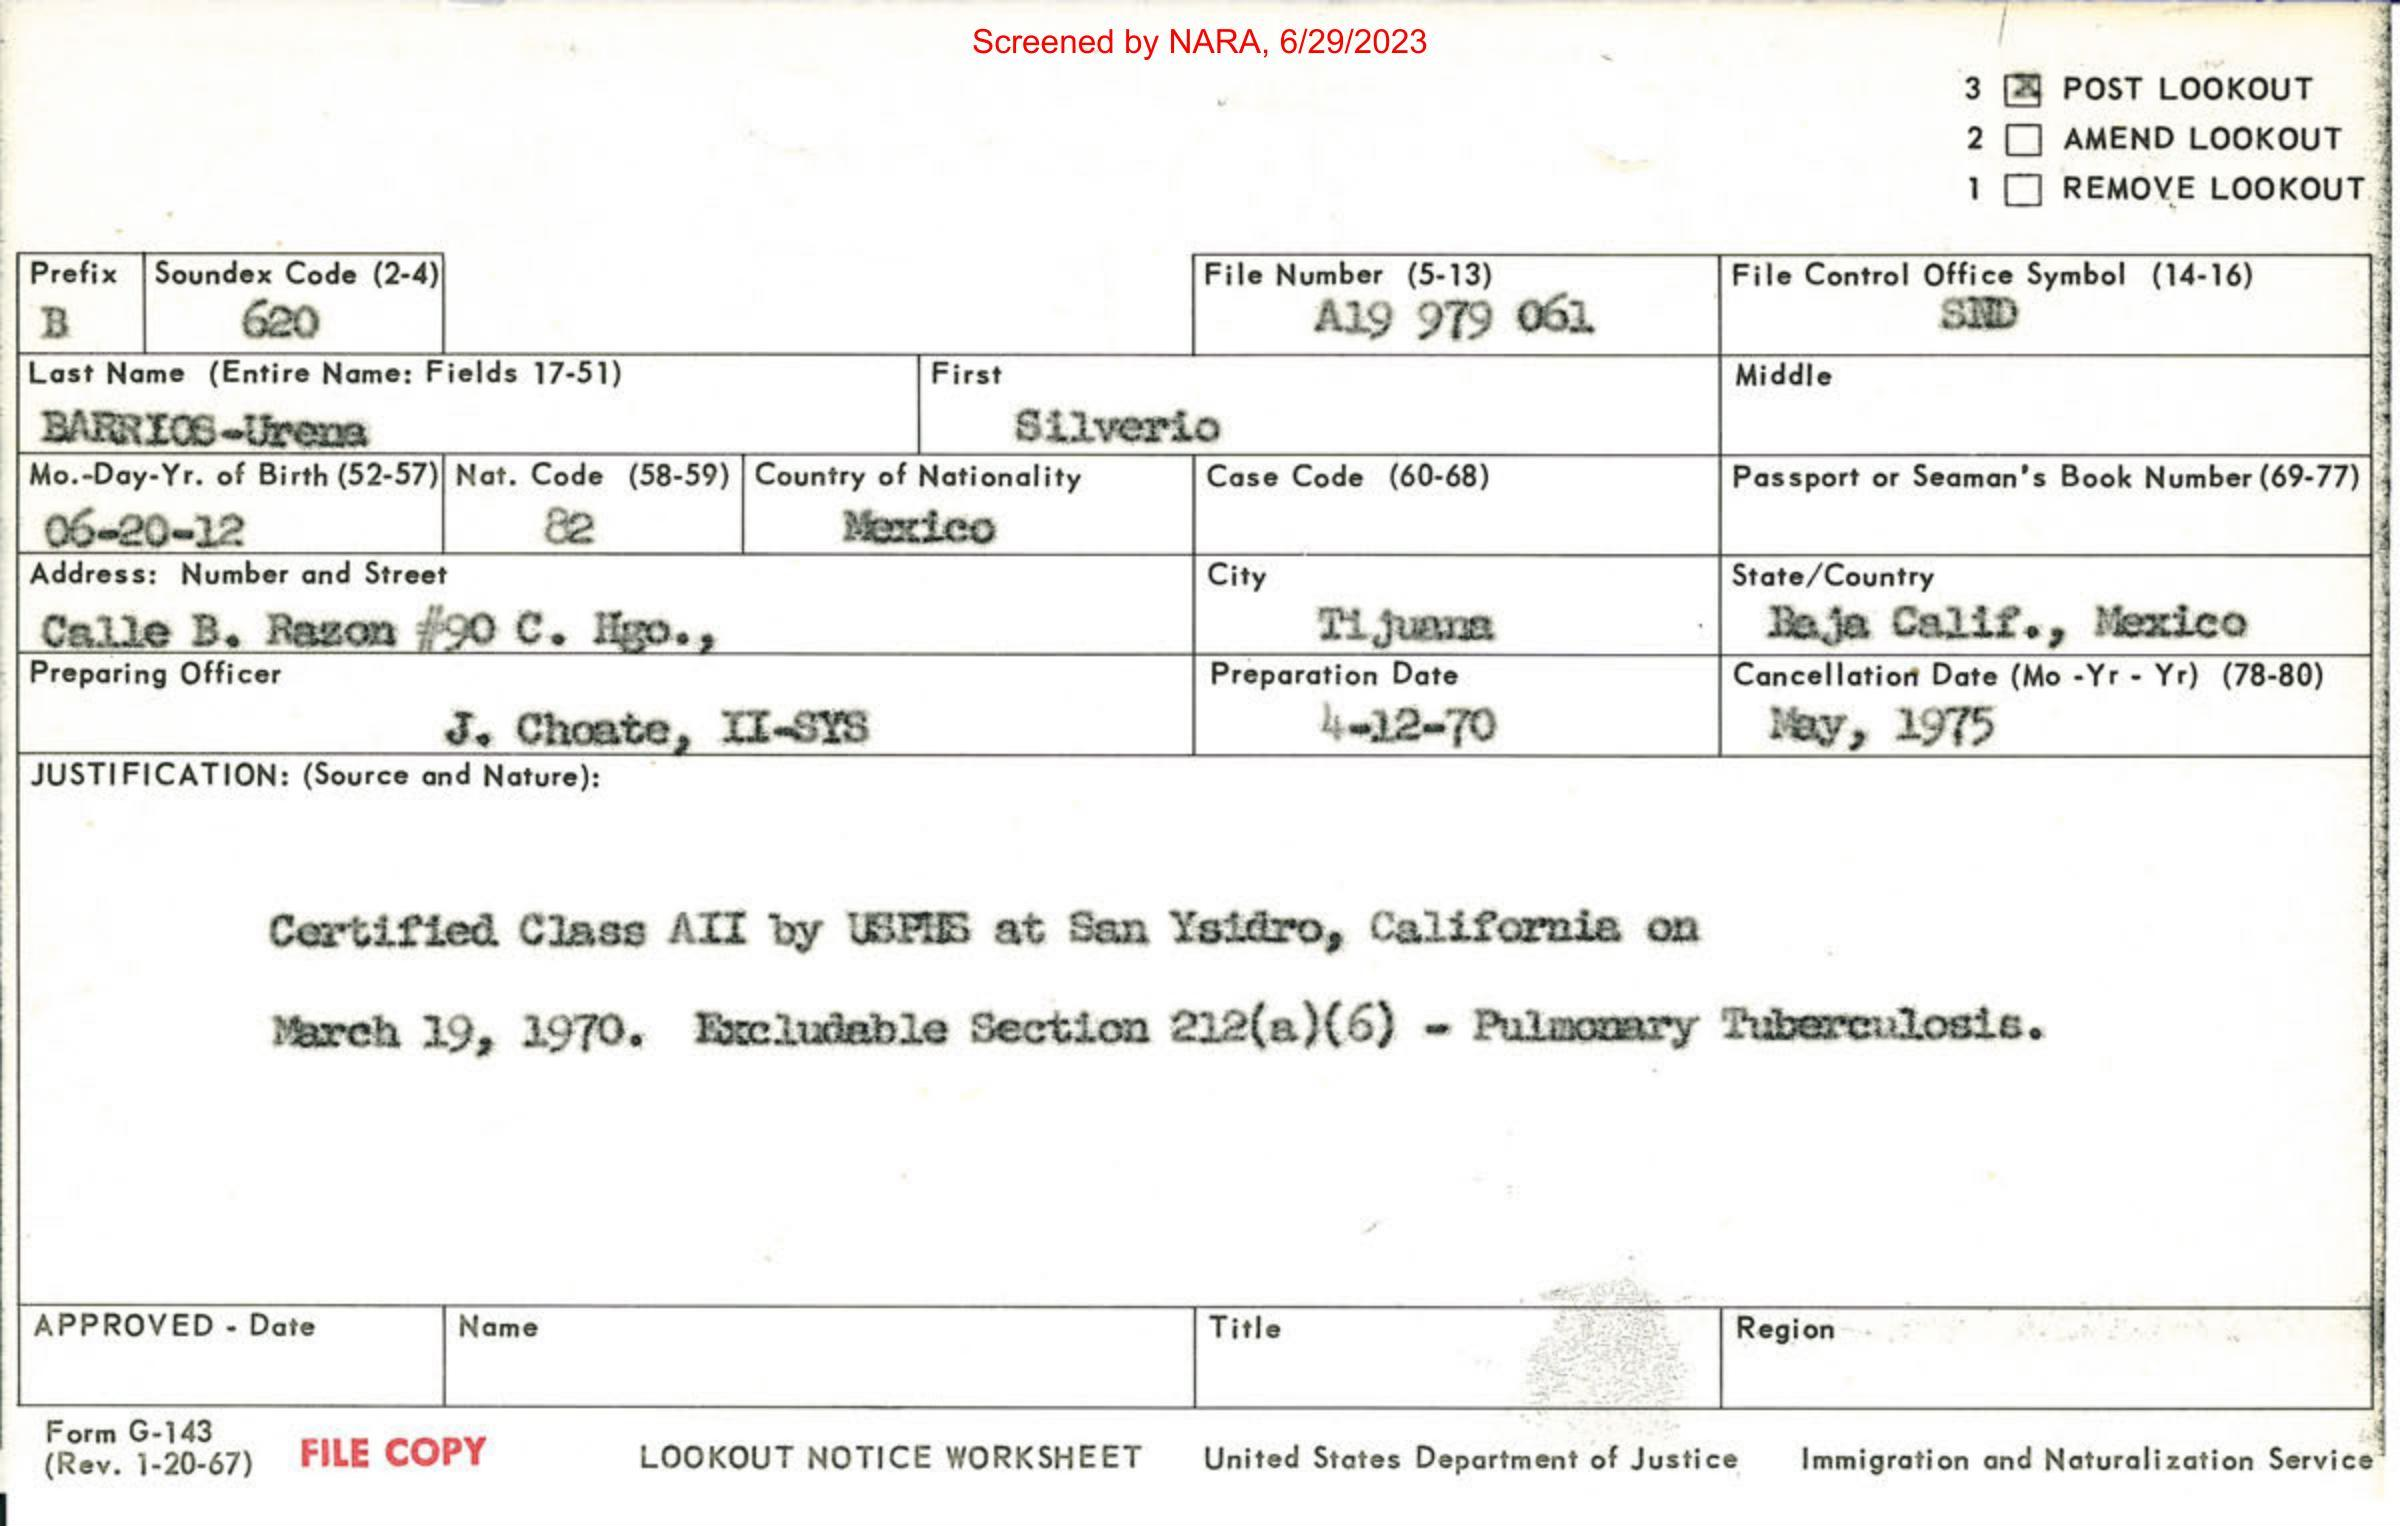 Screened by NARA, 6/29/2023
3 POST LOOKOUT
2 AMEND LOOKOUT
1 REMOVE LOOKOUT
Prefix Soundex Code (2-4) File Number (5-13) File Control Office Symbol (14-16)
B 620 A19 979 061 SND
Last Name (Entire Name: Fields 17-51) First Middle
BARRIOS-Urena Silverio
Mo.-Day-Yr. of Birth (52-57) Nat. Code (58-59) Country of Nationality Case Code (60-68) Passport or Seaman's Book Number (69-77)
06-20-12 82 Mexico
Address: Number and Street City State/Country
Calle B. Razon #90 C. Hgo., Tijuana Baja Calif., Mexico
Preparing Officer Preparation Date Cancellation Date (Mo -Yr - Yr) (78-80)
J. Choate, II-SYS 4-12-70 May, 1975
JUSTIFICATION: (Source and Nature):
Certified Class AII by USPHS at San Ysidro, California on
March 19, 1970. Excludable Section 212(a)(6) - Pulmonary Tuberculosis.
APPROVED - Date Name Title Region
Form G-143
(Rev. 1-20-67) FILE COPY LOOKOUT NOTICE WORKSHEET United States Department of Justice Immigration and Naturalization Service